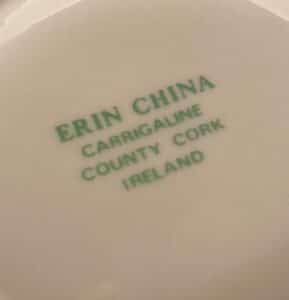 ERIN CHINA
CARRIGALINE
COUNTY CORK
IRELAND